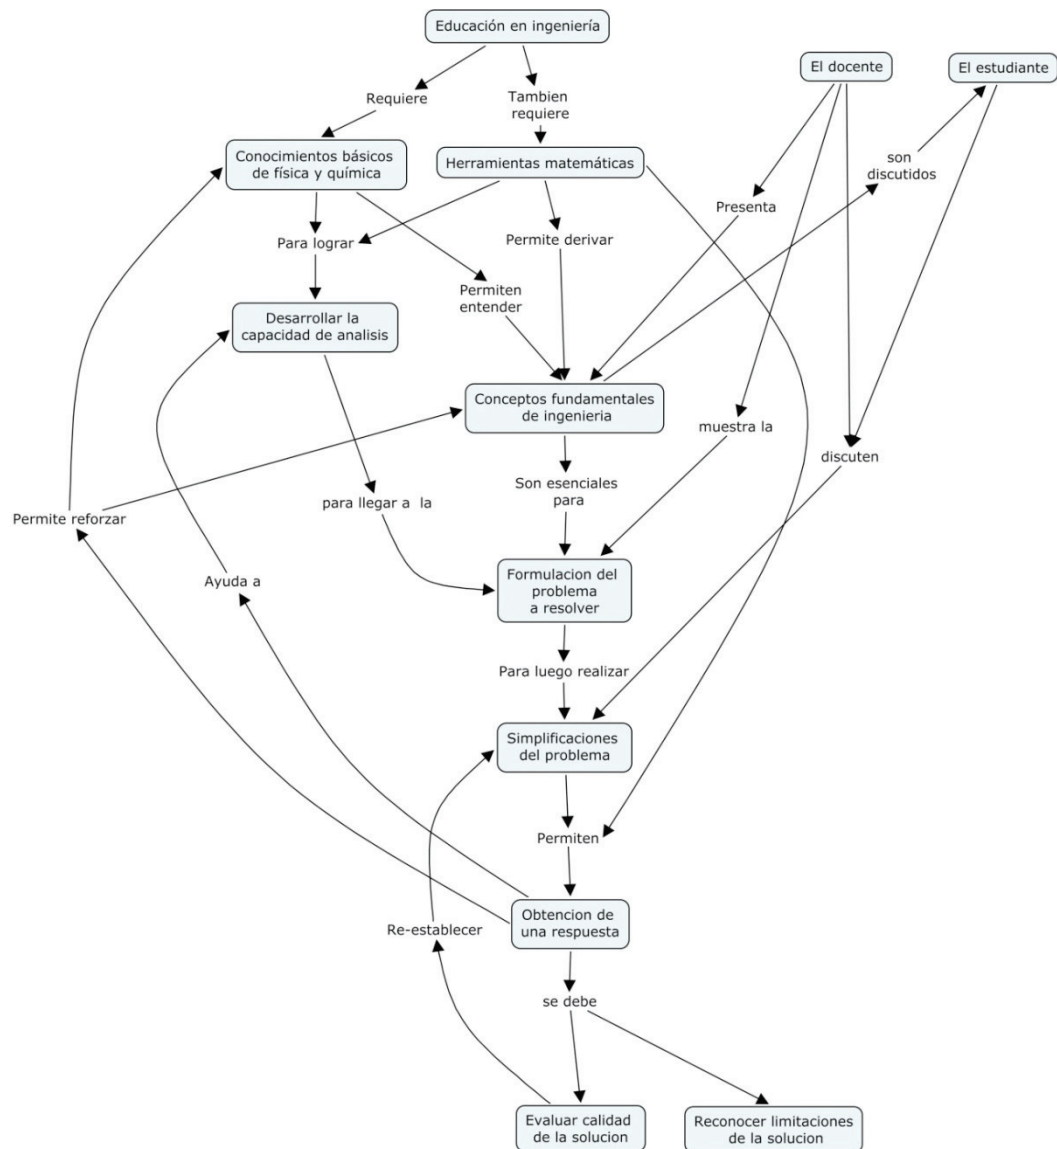 Educación en ingeniería
El docente
El estudiante
Requiere
Tambien
requiere
Conocimientos básicos
de física y química
Herramientas matemáticas
son
discutidos
Presenta
Para lograr
Permite derivar
Permiten
entender
Desarrollar la
capacidad de analisis
Conceptos fundamentales
de ingenieria
muestra la
discuten
Son esenciales
para
para llegar a la
Permite reforzar
Ayuda a
Formulacion del
problema
a resolver
Para luego realizar
Simplificaciones
del problema
Permiten
Obtencion de
una respuesta
Re-establecer
se debe
Evaluar calidad
de la solucion
Reconocer limitaciones
de la solucion